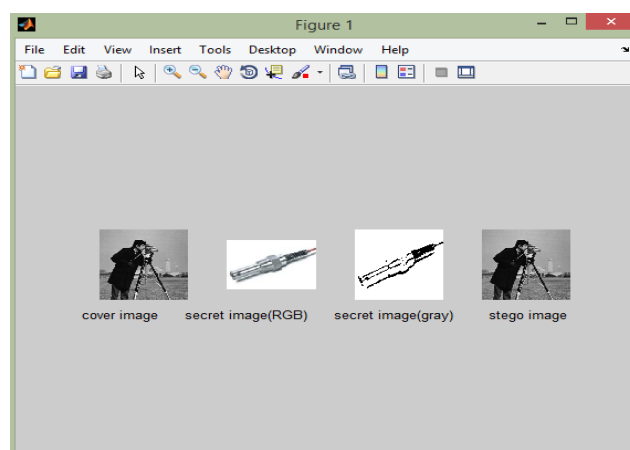 Figure 1
File Edit View Insert Tools Desktop Window Help
cover image secret image(RGB) secret image(gray) stego image